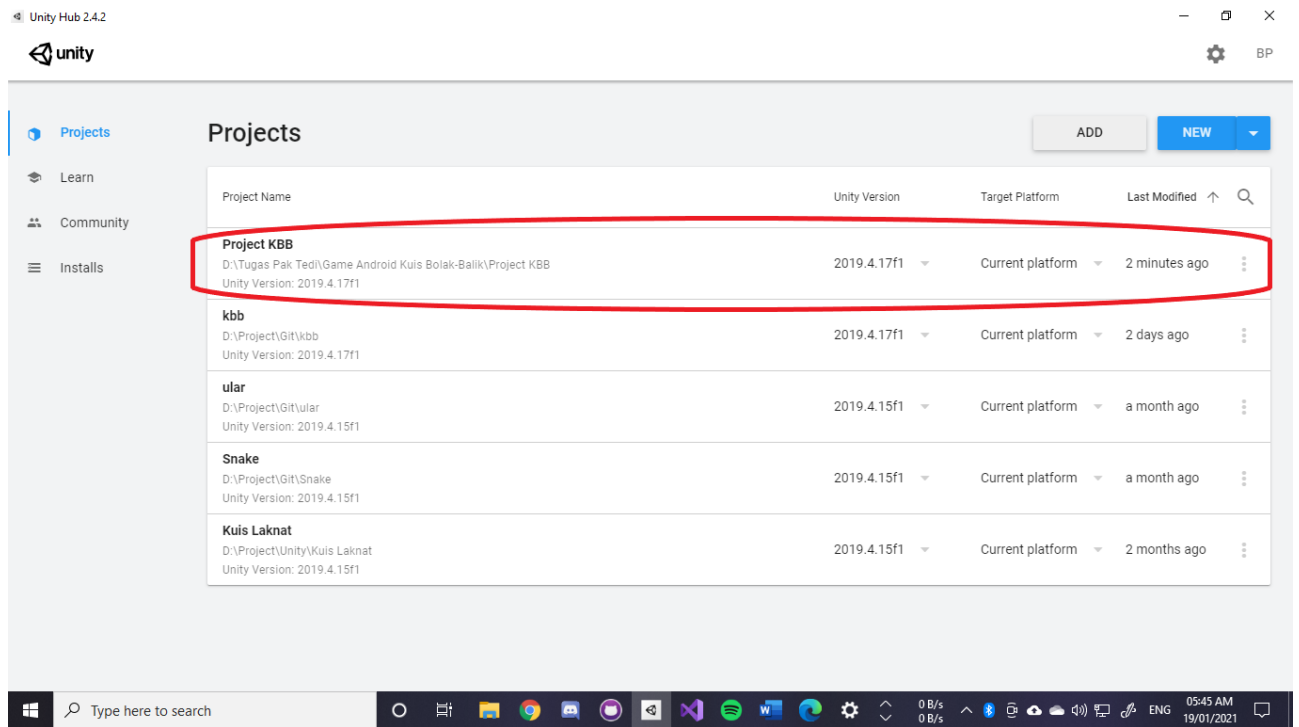 Unity Hub 2.4.2
unity
BP
Projects
Learn
Community
Installs
Projects
ADD
NEW
Project Name Unity Version Target Platform Last Modified
Project KBB
D:\Tugas Pak Tedi\Game Android Kuis Bolak-Balik\Project KBB
Unity Version: 2019.4.17f1
2019.4.17f1 Current platform 2 minutes ago
kbb
D:\Project\Git\kbb
Unity Version: 2019.4.17f1
2019.4.17f1 Current platform 2 days ago
ular
D:\Project\Git\ular
Unity Version: 2019.4.15f1
2019.4.15f1 Current platform a month ago
Snake
D:\Project\Git\Snake
Unity Version: 2019.4.15f1
2019.4.15f1 Current platform a month ago
Kuis Laknat
D:\Project\Unity\Kuis Laknat
Unity Version: 2019.4.15f1
2019.4.15f1 Current platform 2 months ago
Type here to search
0 B/s
0 B/s
ENG
05:45 AM
19/01/2021